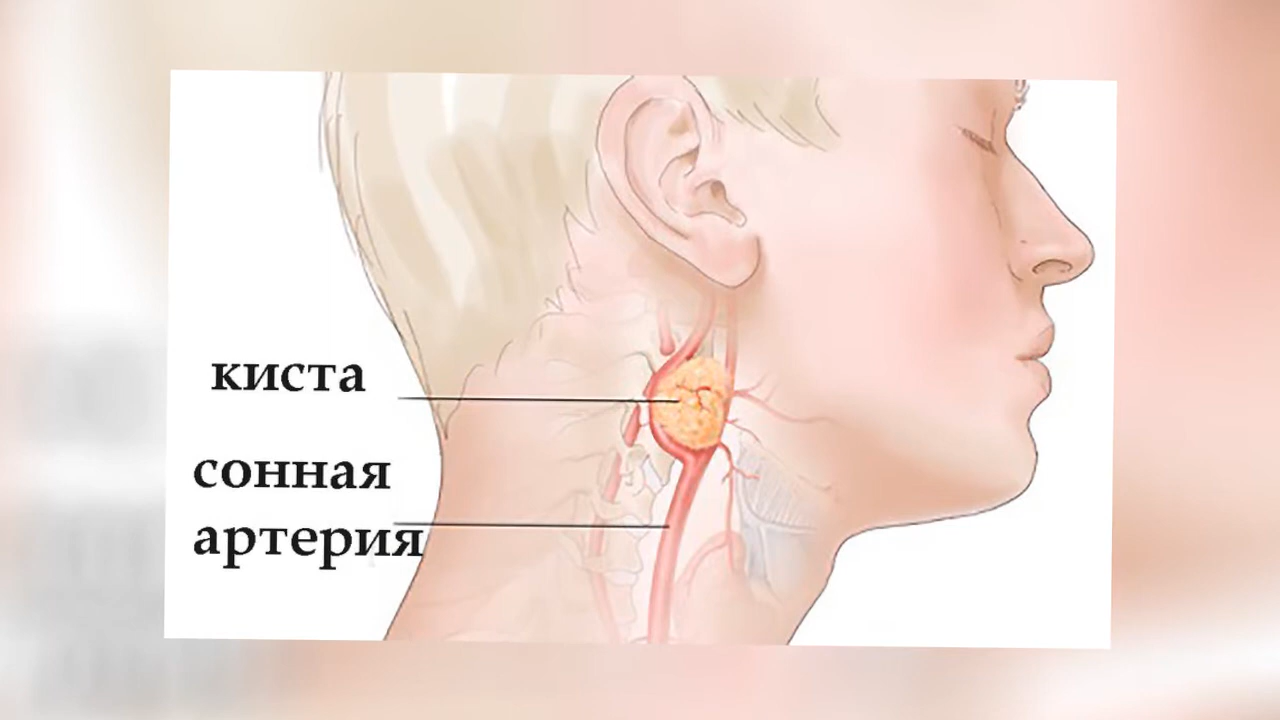 киста
сонная
артерия